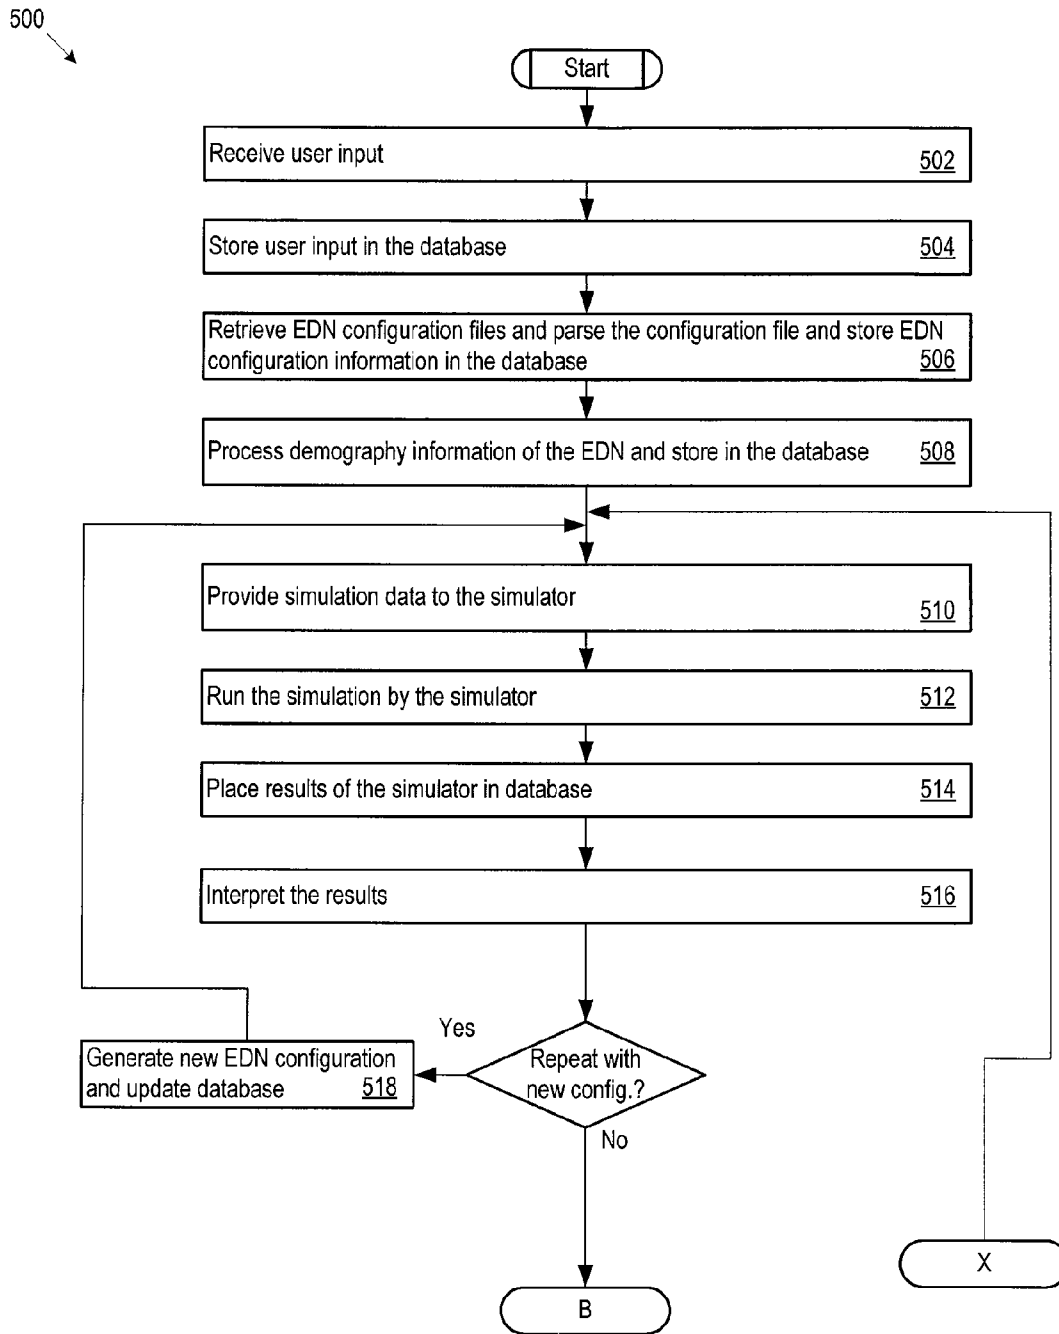 500
Start
Receive user input
502
Store user input in the database
504
Retrieve EDN configuration files and parse the configuration file and store EDN
configuration information in the database
506
Process demography information of the EDN and store in the database
508
Provide simulation data to the simulator
510
Run the simulation by the simulator
512
Place results of the simulator in database
514
Interpret the results
516
Yes
Repeat with
new config.?
Generate new EDN configuration
and update database
518
No
X
B